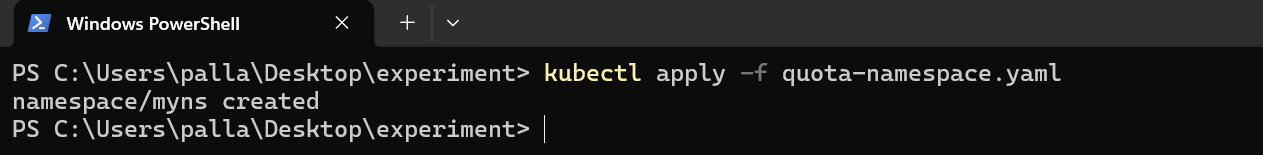 Windows PowerShell
PS C:\Users\palla\Desktop\experiment> kubectl apply -f quota-namespace.yaml
namespace/myns created
PS C:\Users\palla\Desktop\experiment>